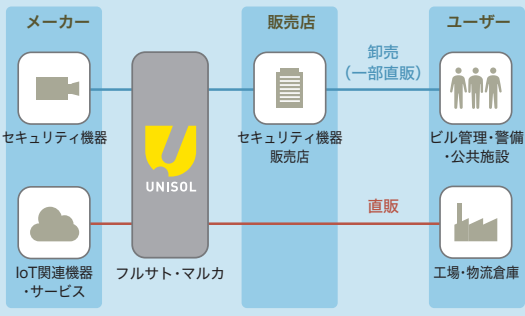 メーカー
販売店
ユーザー
卸売
（一部直販）
セキュリティ機器
UNISOL
セキュリティ機器
販売店
ビル管理・警備
・公共施設
直販
IoT関連機器
・サービス
フルサト・マルカ
工場・物流倉庫